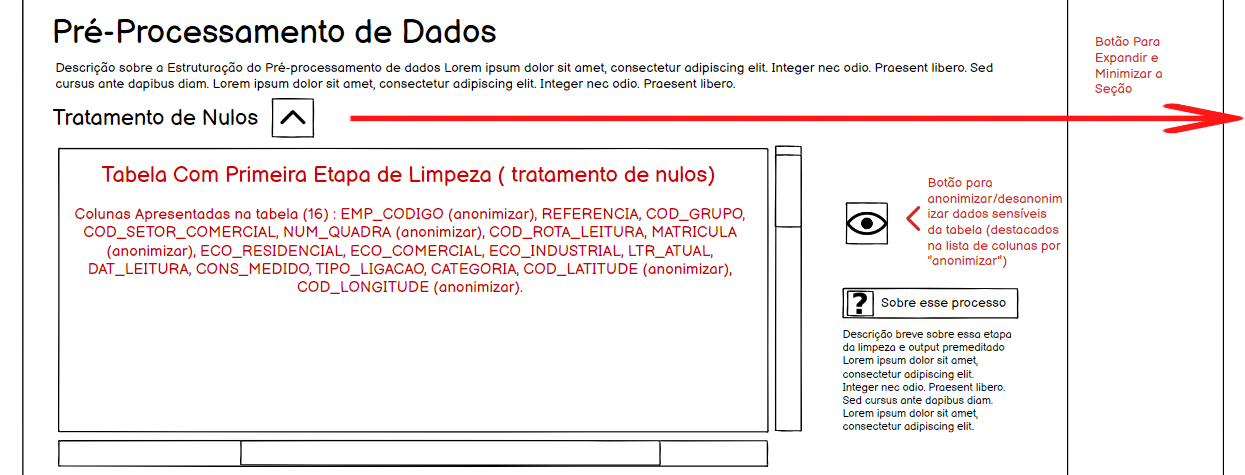 Pré-Processamento de Dados
Descrição sobre a Estruturação do Pré-processamento de dados Lorem ipsum dolor sit amet, consectetur adipiscing elit. Integer nec odio. Praesent libero. Sed
cursus ante dapibus diam. Lorem ipsum dolor sit amet, consectetur adipiscing elit. Integer nec odio. Praesent libero.
Botão Para
Expandir e
Minimizar a
Seção
Tratamento de Nulos
Tabela Com Primeira Etapa de Limpeza ( tratamento de nulos)
Colunas Apresentadas na tabela (16) : EMP_CODIGO (anonimizar), REFERENCIA, COD_GRUPO,
COD_SETOR_COMERCIAL, NUM_QUADRA (anonimizar), COD_ROTA_LEITURA, MATRICULA
(anonimizar), ECO_RESIDENCIAL, ECO_COMERCIAL, ECO_INDUSTRIAL, LTR_ATUAL,
DAT_LEITURA, CONS_MEDIDO, TIPO_LIGACAO, CATEGORIA, COD_LATITUDE (anonimizar),
COD_LONGITUDE (anonimizar).
Botão para
anonimizar/desanonim
izar dados sensíveis
da tabela (destacados
na lista de colunas por
"anonimizar")
? Sobre esse processo
Descrição breve sobre essa etapa
da limpeza e output premeditado
Lorem ipsum dolor sit amet,
consectetur adipiscing elit.
Integer nec odio. Praesent libero.
Sed cursus ante dapibus diam.
Lorem ipsum dolor sit amet,
consectetur adipiscing elit.